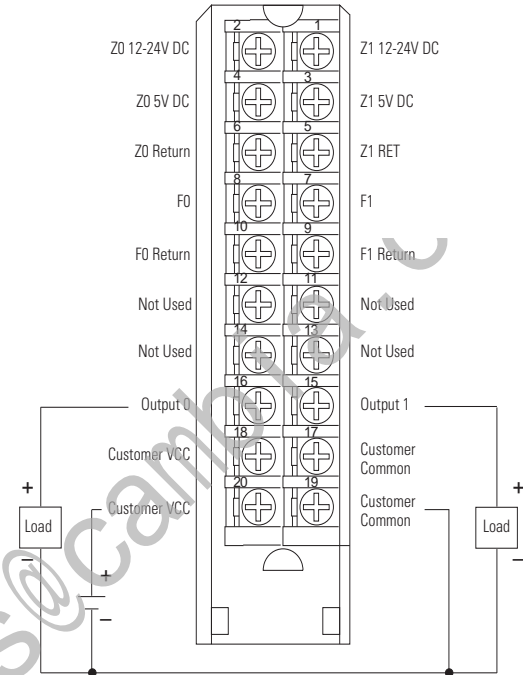 2 1
Z0 12-24V DC Z1 12-24V DC
4 3
Z0 5V DC Z1 5V DC
6 5
Z0 Return Z1 RET
8 7
F0 F1
10 9
F0 Return F1 Return
12 11
Not Used Not Used
14 13
Not Used Not Used
16 15
Output 0 Output 1
18 17
Customer VCC Customer
Common
20 19
Customer VCC Customer
Common
+ +
Load Load
– –
+
–
s@cambia.c